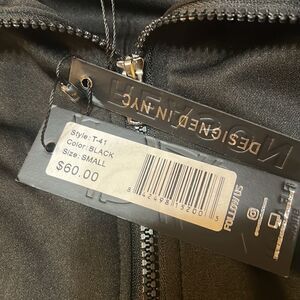 Style: T-41
Color: BLACK
Size: SMALL
$60.00
DESIGNED IN NYC
FOLLOW US